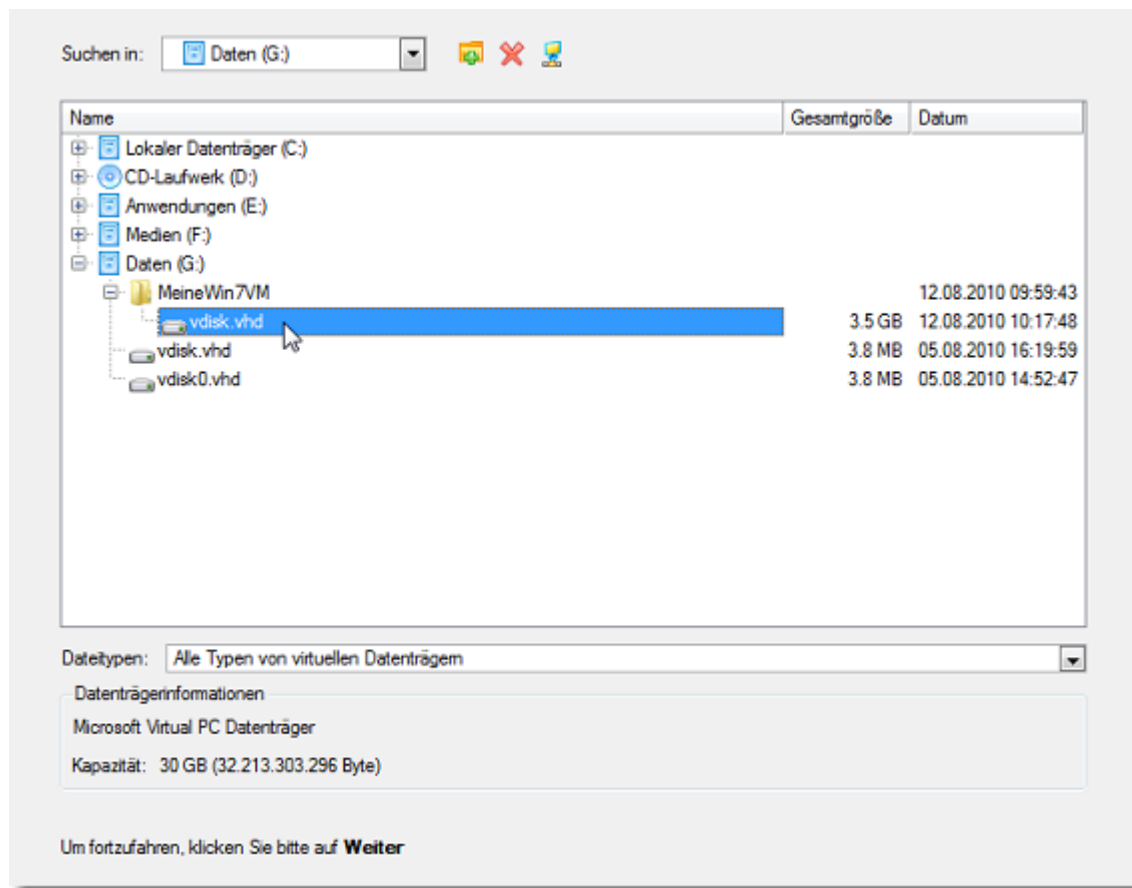 Suchen in: Daten (G:)
Name Gesamtgröße Datum
Lokaler Datenträger (C:)
CD-Laufwerk (D:)
Anwendungen (E:)
Medien (F:)
Daten (G:)
MeineWin7VM 12.08.2010 09:59:43
vdisk.vhd 3.5 GB 12.08.2010 10:17:48
vdisk.vhd 3.8 MB 05.08.2010 16:19:59
vdisk0.vhd 3.8 MB 05.08.2010 14:52:47
Dateitypen: Alle Typen von virtuellen Datenträgern
Datenträgerinformationen
Microsoft Virtual PC Datenträger
Kapazität: 30 GB (32.213.303.296 Byte)
Um fortzufahren, klicken Sie bitte auf Weiter